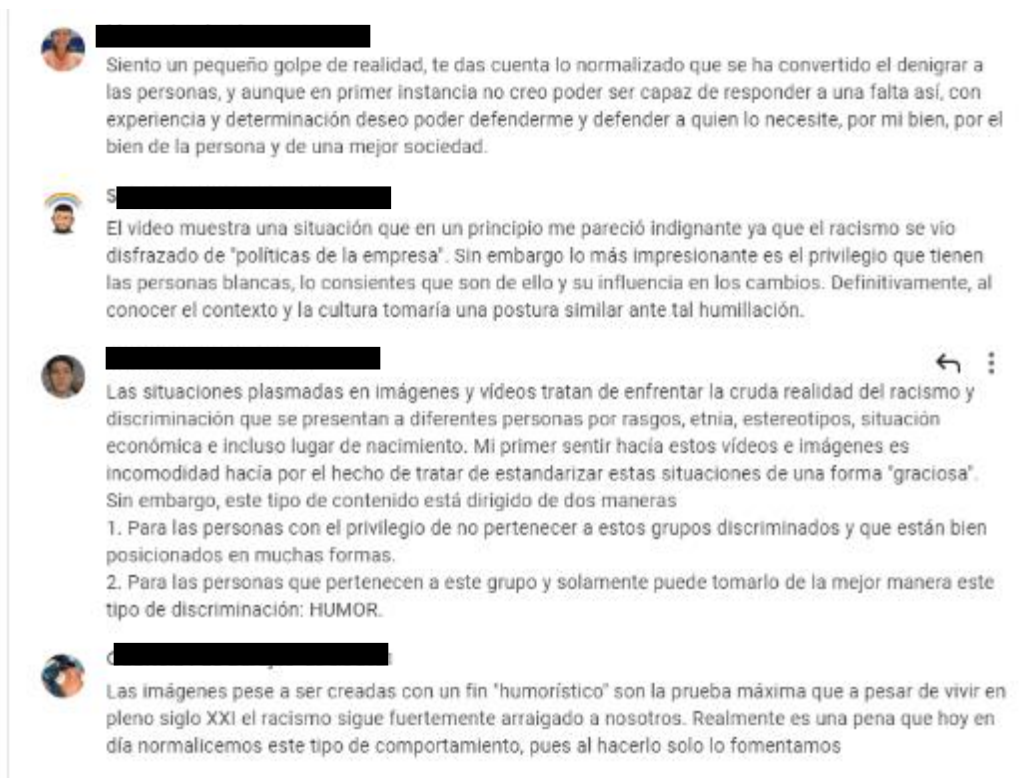 Siento un pequeño golpe de realidad, te das cuenta lo normalizado que se ha convertido el denigrar a
las personas, y aunque en primer instancia no creo poder ser capaz de responder a una falta así, con
experiencia y determinación deseo poder defenderme y defender a quien lo necesite, por mi bien, por el
bien de la persona y de una mejor sociedad.
S
El video muestra una situación que en un principio me pareció indignante ya que el racismo se vio
disfrazado de "políticas de la empresa". Sin embargo lo más impresionante es el privilegio que tienen
las personas blancas, lo consientes que son de ello y su influencia en los cambios. Definitivamente, al
conocer el contexto y la cultura tomaría una postura similar ante tal humillación.
Las situaciones plasmadas en imágenes y vídeos tratan de enfrentar la cruda realidad del racismo y
discriminación que se presentan a diferentes personas por rasgos, etnia, estereotipos, situación
económica e incluso lugar de nacimiento. Mi primer sentir hacía estos vídeos e imágenes es
incomodidad hacía por el hecho de tratar de estandarizar estas situaciones de una forma "graciosa".
Sin embargo, este tipo de contenido está dirigido de dos maneras
1. Para las personas con el privilegio de no pertenecer a estos grupos discriminados y que están bien
posicionados en muchas formas.
2. Para las personas que pertenecen a este grupo y solamente puede tomarlo de la mejor manera este
tipo de discriminación: HUMOR.
Las imágenes pese a ser creadas con un fin "humorístico" son la prueba máxima que a pesar de vivir en
pleno siglo XXI el racismo sigue fuertemente arraigado a nosotros. Realmente es una pena que hoy en
día normalicemos este tipo de comportamiento, pues al hacerlo solo lo fomentamos